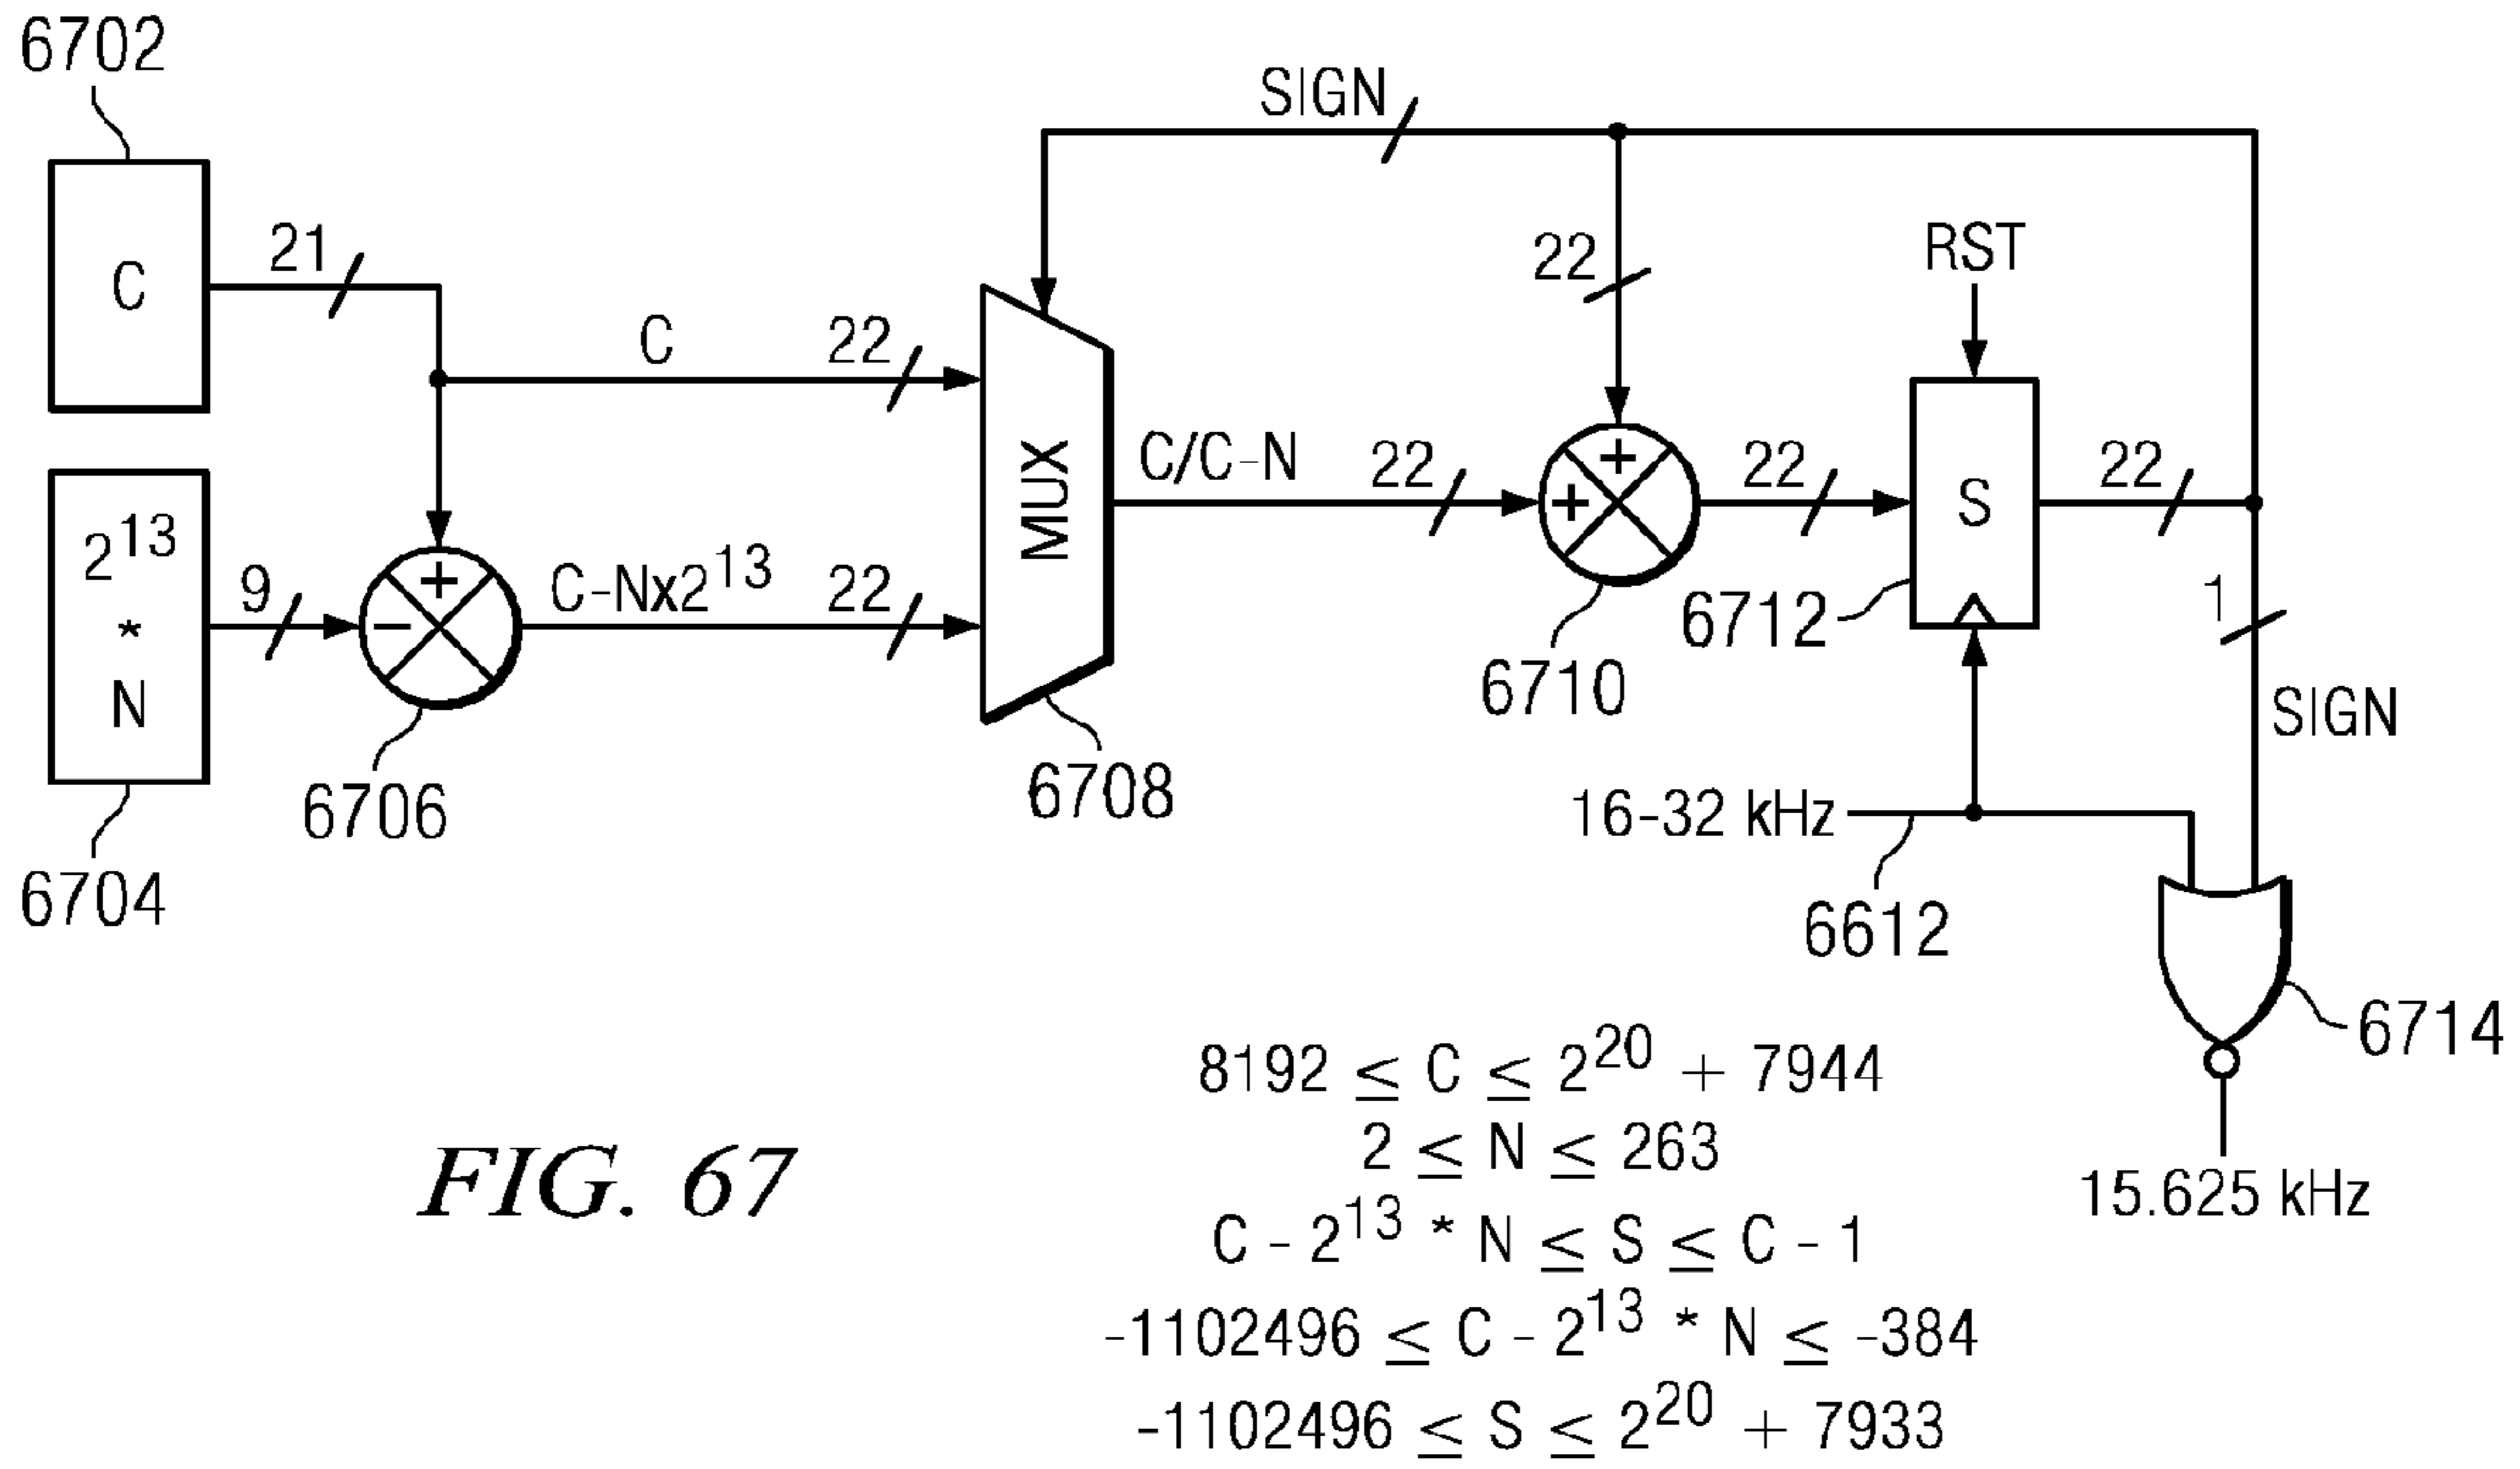 6702
SIGN
C
21
22
RST
C
22
2^13
*
N
9
C-Nx2^13
22
MUX
C/C-N
22
+
+
22
S
22
+
−
6712
1
6710
SIGN
6706
6708
16-32 kHz
6704
6612
6714
8192 ≤ C ≤ 2^20 + 7944
2 ≤ N ≤ 263
15.625 kHz
C - 2^13 * N ≤ S ≤ C - 1
-1102496 ≤ C - 2^13 * N ≤ -384
-1102496 ≤ S ≤ 2^20 + 7933
FIG. 67